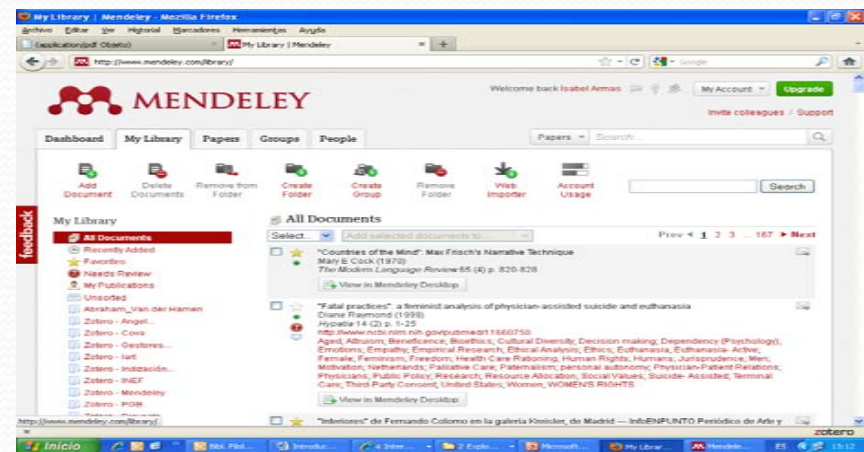 My Library | Mendeley - Mozilla Firefox
Archivo Editar Ver Historial Marcadores Herramientas Ayuda
(application/pdf Objeto) My Library | Mendeley
http://www.mendeley.com/library/ Google
MENDELEY Welcome back Isabel Armas My Account Upgrade
Invite colleagues / Support
Dashboard My Library Papers Groups People Papers Search...
Add Document Delete Documents Remove from Folder Create Folder Create Group Remove Folder Web Importer Account Usage Search
feedback
My Library
All Documents
Recently Added
Favorites
Needs Review
My Publications
Unsorted
Abraham_Van der Hamen
Zotero - Angel...
Zotero - Cova
Zotero - Gestores...
Zotero - Iart
Zotero - Indización...
Zotero - INEF
Zotero - Mendeley
Zotero - PGB
All Documents
Select... Add selected documents to... Prev 1 2 3 ... 167 Next
"Countries of the Mind": Max Frisch's Narrative Technique
Mary E Cock (1970)
The Modern Language Review 65 (4) p. 820-828
View in Mendeley Desktop
"Fatal practices": a feminist analysis of physician-assisted suicide and euthanasia
Diane Raymond (1999)
Hypatia 14 (2) p. 1-25
http://www.ncbi.nlm.nih.gov/pubmed/11660750
Aged, Altruism, Beneficence, Bioethics, Cultural Diversity, Decision making, Dependency (Psychology),
Emotions, Empathy, Empirical Research, Ethical Analysis, Ethics, Euthanasia, Euthanasia- Active,
Female, Feminism, Freedom, Health Care Rationing, Human Rights, Humans, Jurisprudence, Men,
Motivation, Netherlands, Palliative Care, Paternalism, personal autonomy, Physician-Patient Relations,
Physicians, Public Policy, Research, Resource Allocation, Social Values, Suicide- Assisted, Terminal
Care, Third-Party Consent, United States, Women, WOMEN'S RIGHTS
View in Mendeley Desktop
"Interiores" de Fernando Colomo en la galería Kreisler, de Madrid — InfoENPUNTO Periódico de Arte y
http://www.mendeley.com/library/
zotero
Inicio Bibl. Pilol... Introduc... 4 Inter... 2 Explo... Microsoft... My Librar... Mendele... ES 13:12